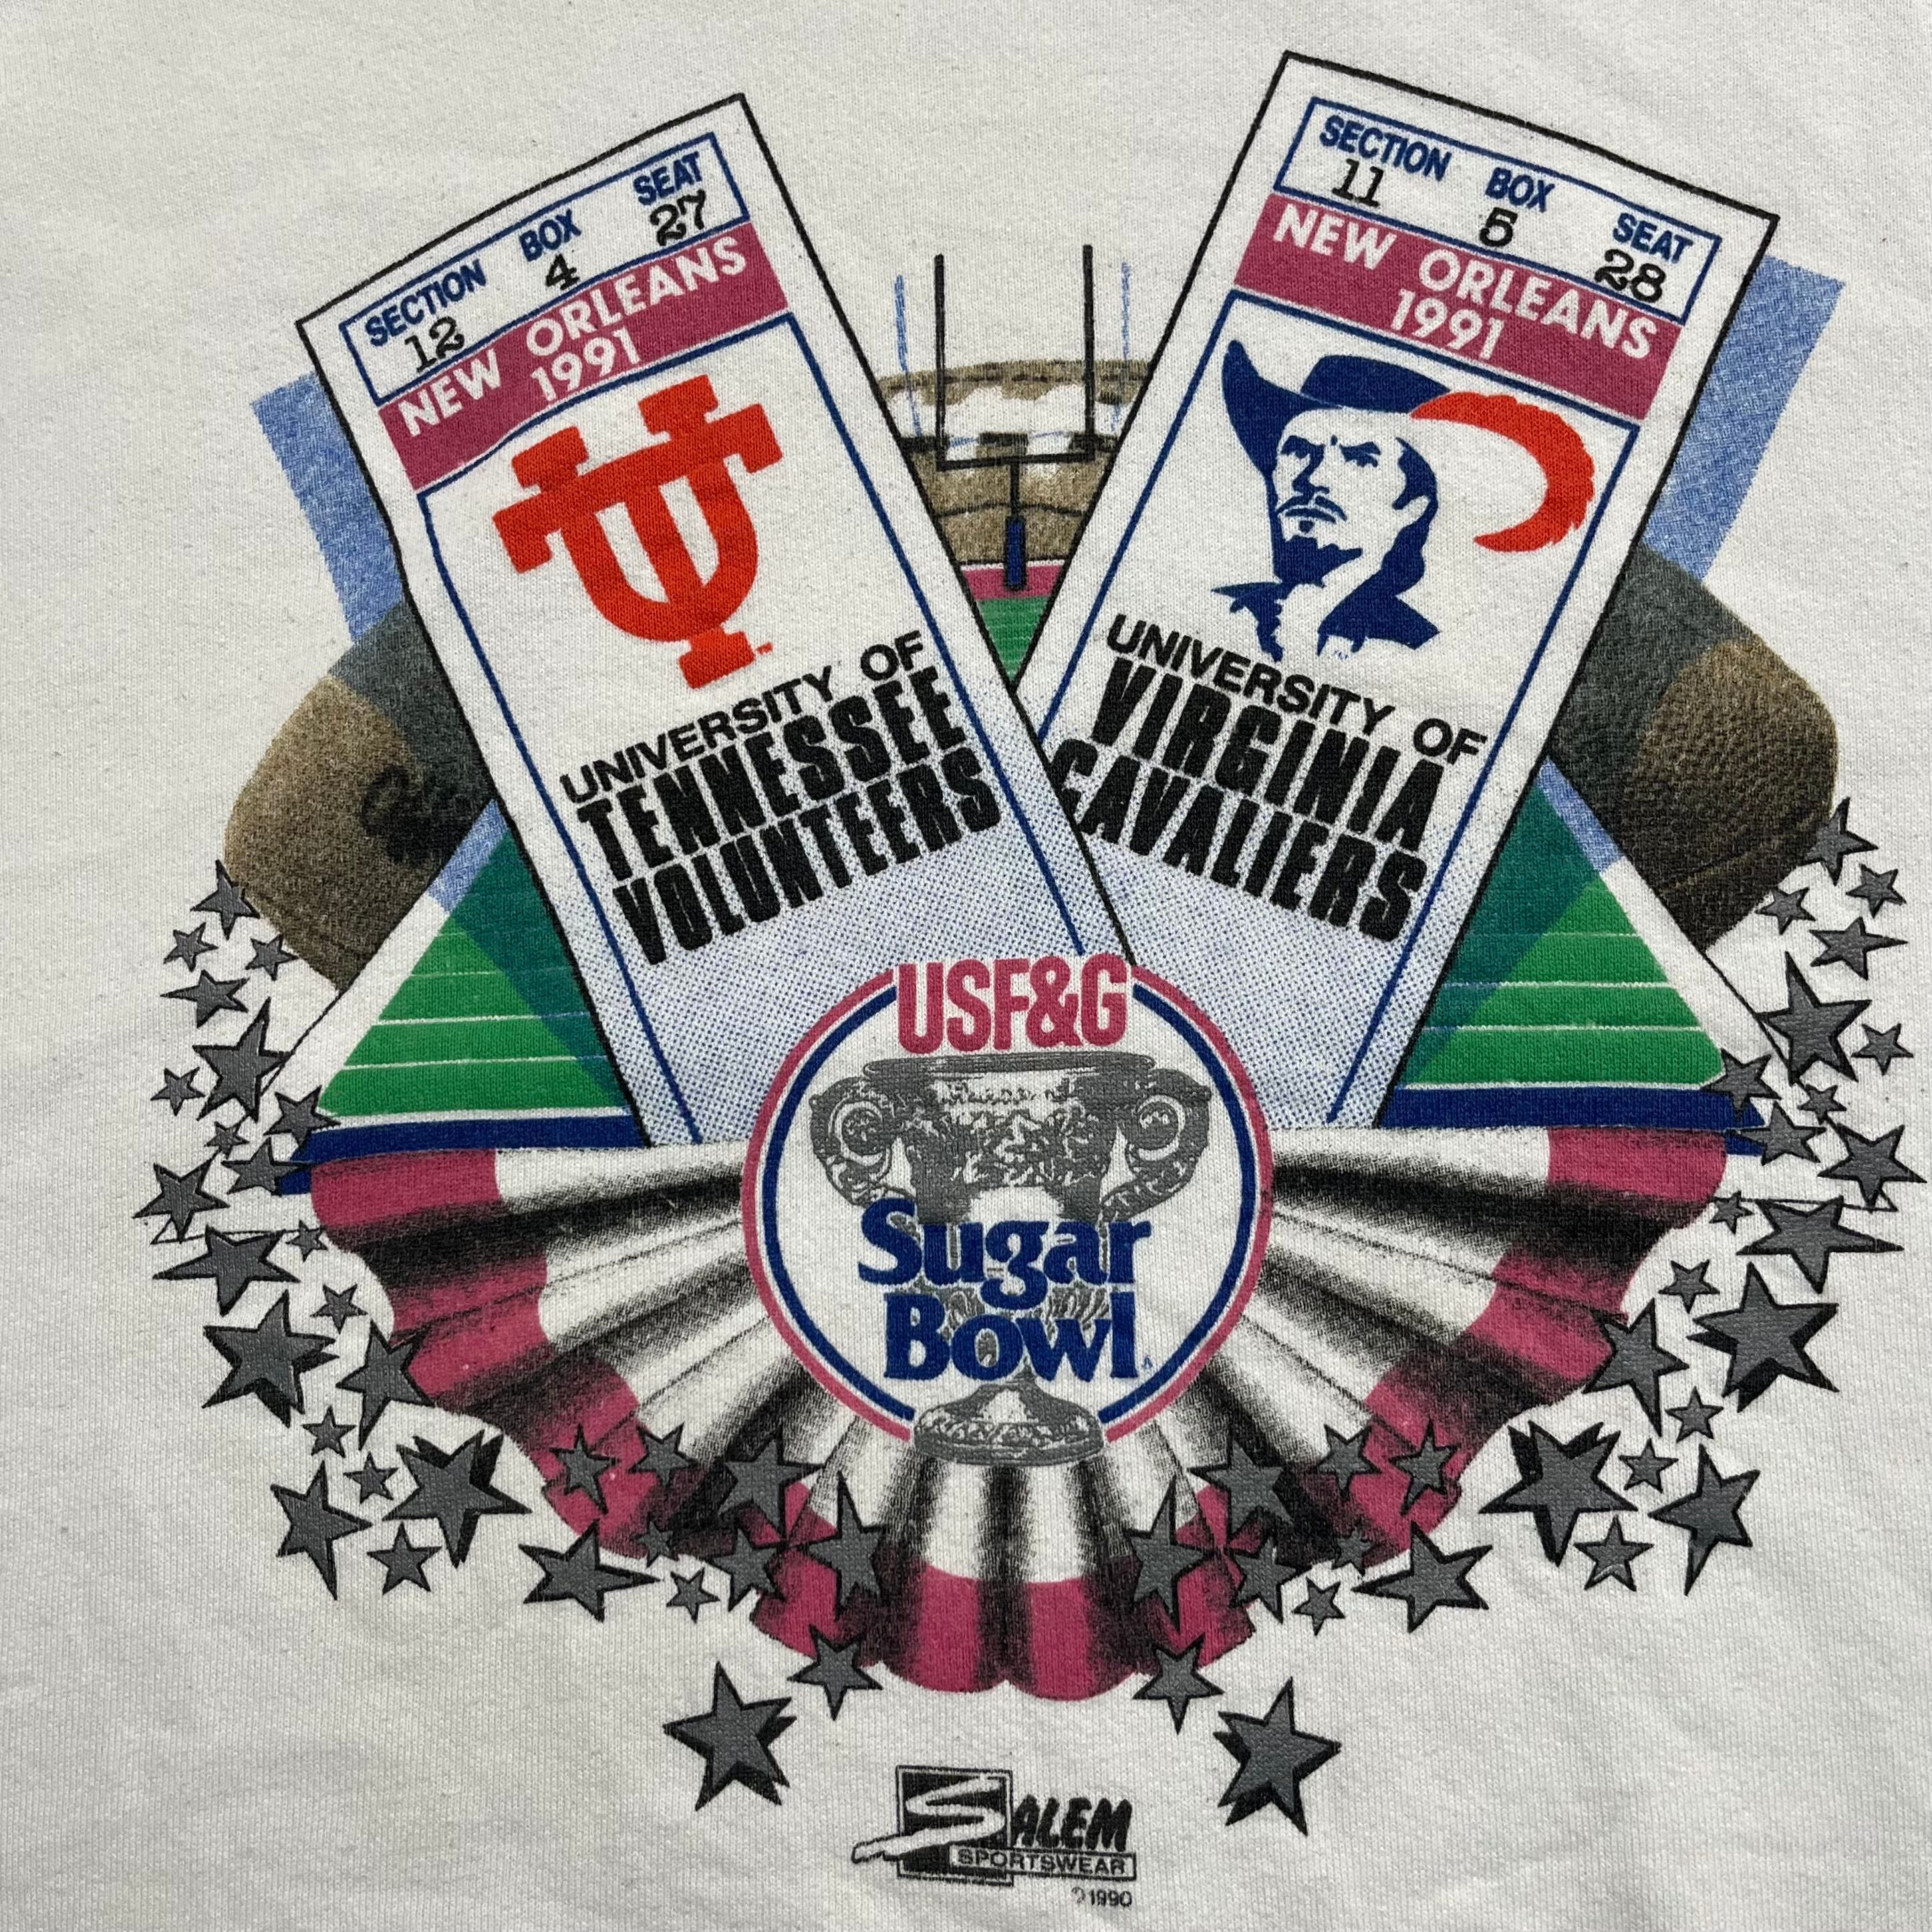 SECTION BOX SEAT
12 4 27
NEW ORLEANS
1991
UT
UNIVERSITY OF
TENNESSEE
VOLUNTEERS
SECTION BOX SEAT
11 5 28
NEW ORLEANS
1991
UNIVERSITY OF
VIRGINIA
CAVALIERS
USF&G
Sugar
Bowl
SALEM
SPORTSWEAR
©1990